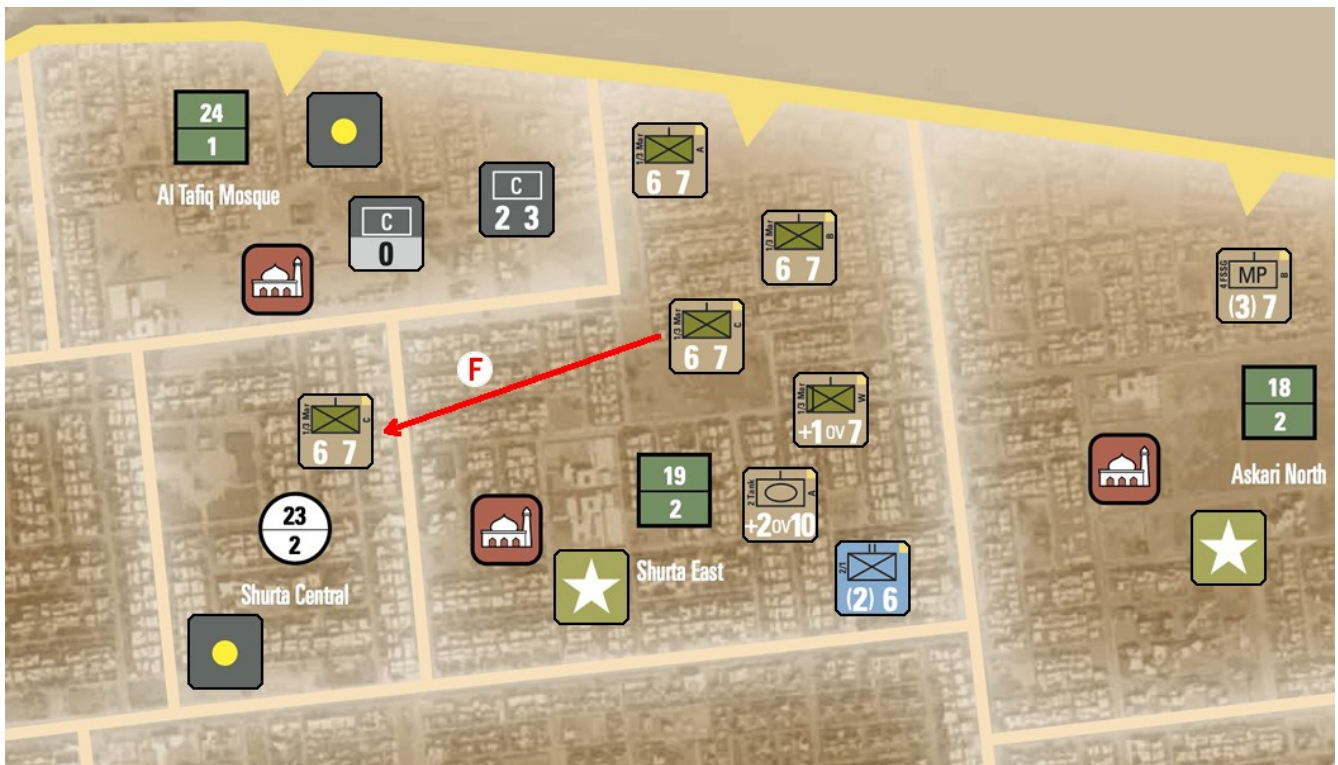 24
1
Al Tafiq Mosque
C
0
C
2 3
1/3 Mar
A
6 7
1/3 Mar
B
6 7
1/3 Mar
C
6 7
F
1/3 Mar
C
6 7
23
2
Shurta Central
1/3 Mar
W
+1 OV 7
19
2
Shurta East
2 Tank
A
+2 OV 10
2/1
(2) 6
4 FSSG
MP
B
(3) 7
18
2
Askari North